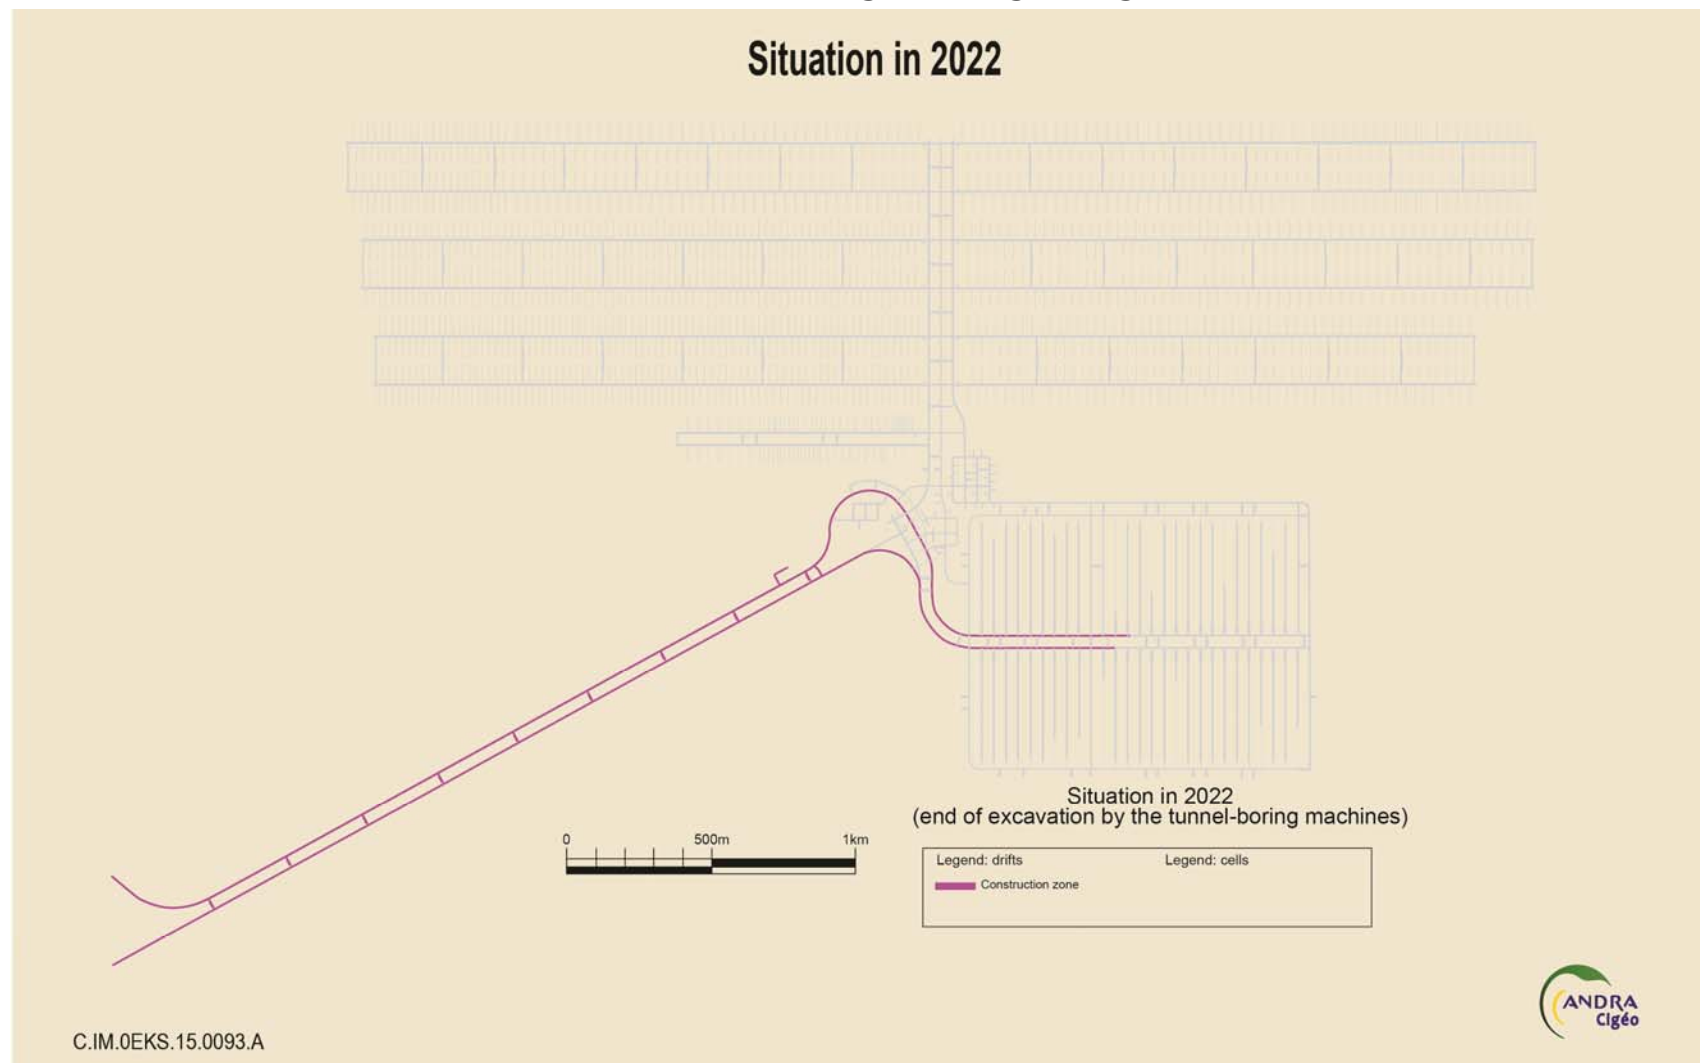 Situation in 2022
Situation in 2022
(end of excavation by the tunnel-boring machines)
0 500m 1km
Legend: drifts Legend: cells
Construction zone
ANDRA
Cigéo
C.IM.0EKS.15.0093.A